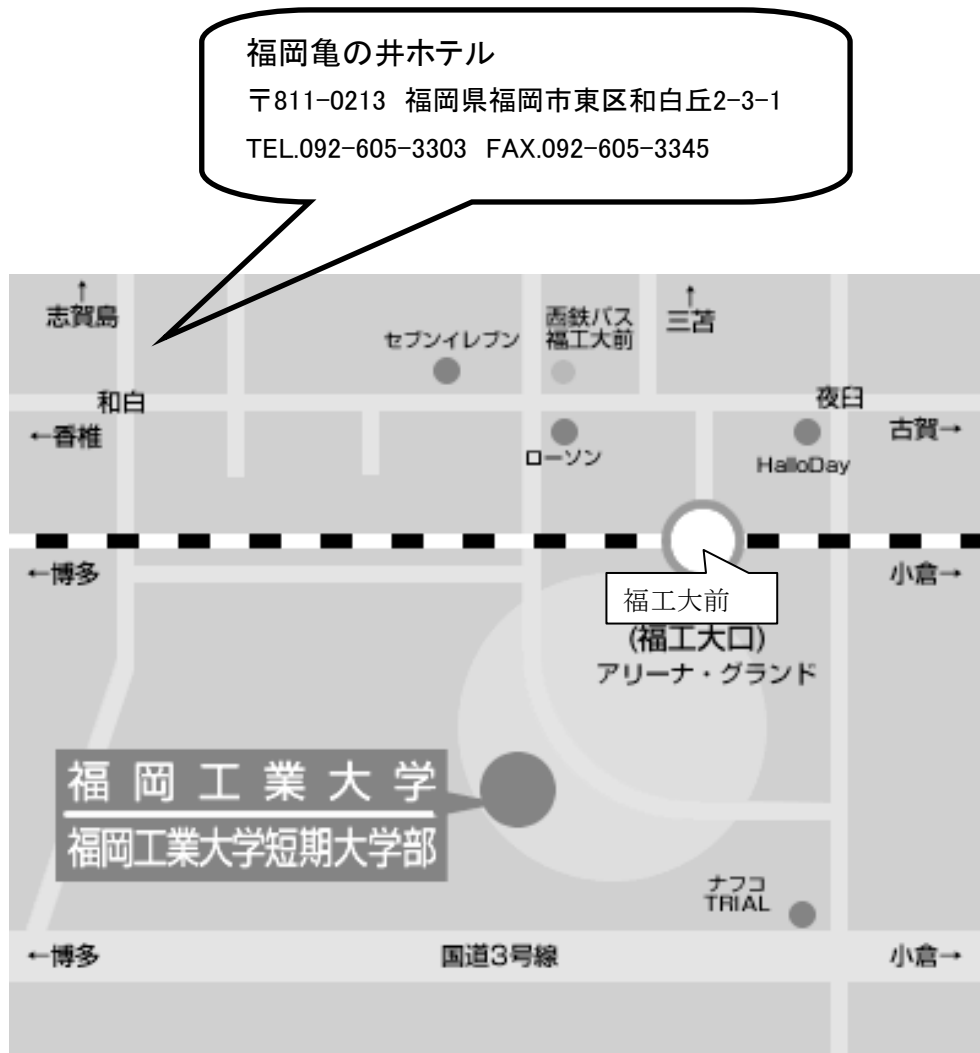 福岡亀の井ホテル
〒811-0213 福岡県福岡市東区和白丘2-3-1
TEL.092-605-3303 FAX.092-605-3345
↑
志賀島
セブンイレブン
西鉄バス
福工大前
↑
三苫
和白
夜臼
←香椎
古賀→
ローソン
HalloDay
←博多
小倉→
福工大前
(福工大口)
アリーナ・グランド
福岡工業大学
福岡工業大学短期大学部
ナフコ
TRIAL
←博多
国道3号線
小倉→